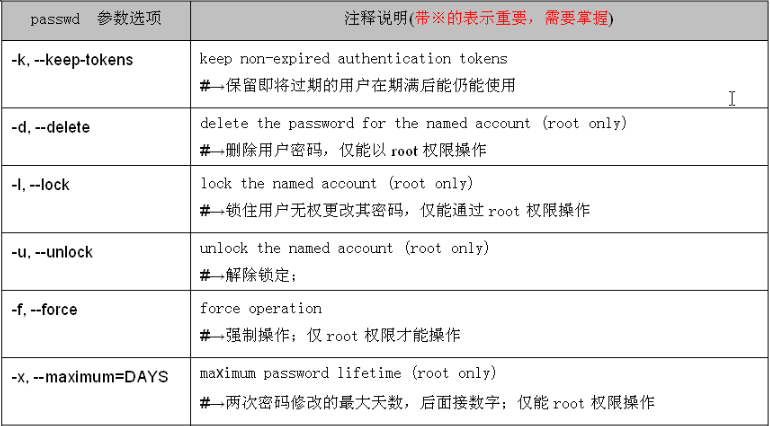 passwd 参数选项
注释说明(带※的表示重要，需要掌握)
-k, --keep-tokens
keep non-expired authentication tokens
#→保留即将过期的用户在期满后能仍能使用
-d, --delete
delete the password for the named account (root only)
#→删除用户密码，仅能以 root 权限操作
-l, --lock
lock the named account (root only)
#→锁住用户无权更改其密码，仅能通过 root 权限操作
-u, --unlock
unlock the named account (root only)
#→解除锁定；
-f, --force
force operation
#→强制操作；仅 root 权限才能操作
-x, --maximum=DAYS
maximum password lifetime (root only)
#→两次密码修改的最大天数，后面接数字；仅能 root 权限操作